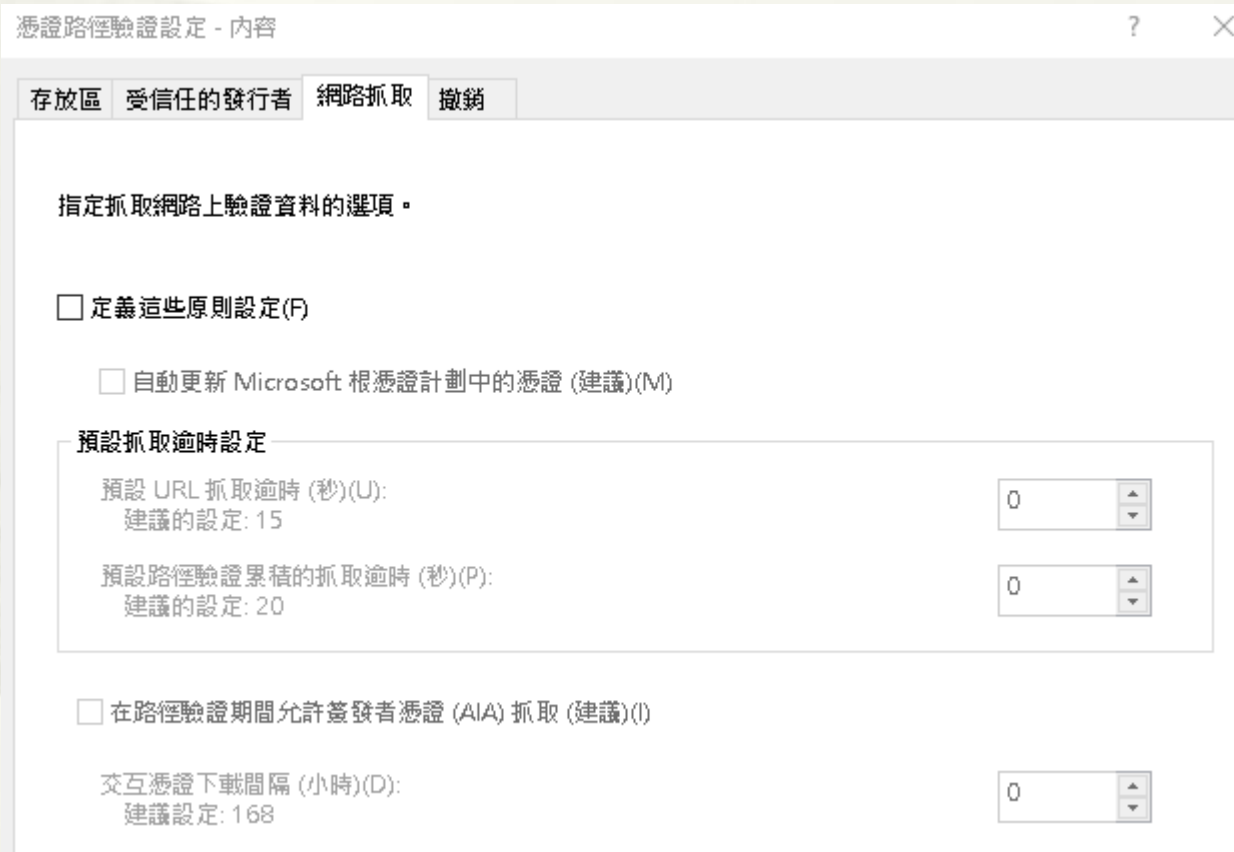 憑證路徑驗證設定 - 內容
存放區 受信任的發行者 網路抓取 撤銷
指定抓取網路上驗證資料的選項。
定義這些原則設定(F)
自動更新 Microsoft 根憑證計劃中的憑證 (建議)(M)
預設抓取逾時設定
預設 URL 抓取逾時 (秒)(U): 0
建議的設定: 15
預設路徑驗證累積的抓取逾時 (秒)(P): 0
建議的設定: 20
在路徑驗證期間允許簽發者憑證 (AIA) 抓取 (建議)(I)
交互憑證下載間隔 (小時)(D): 0
建議設定: 168